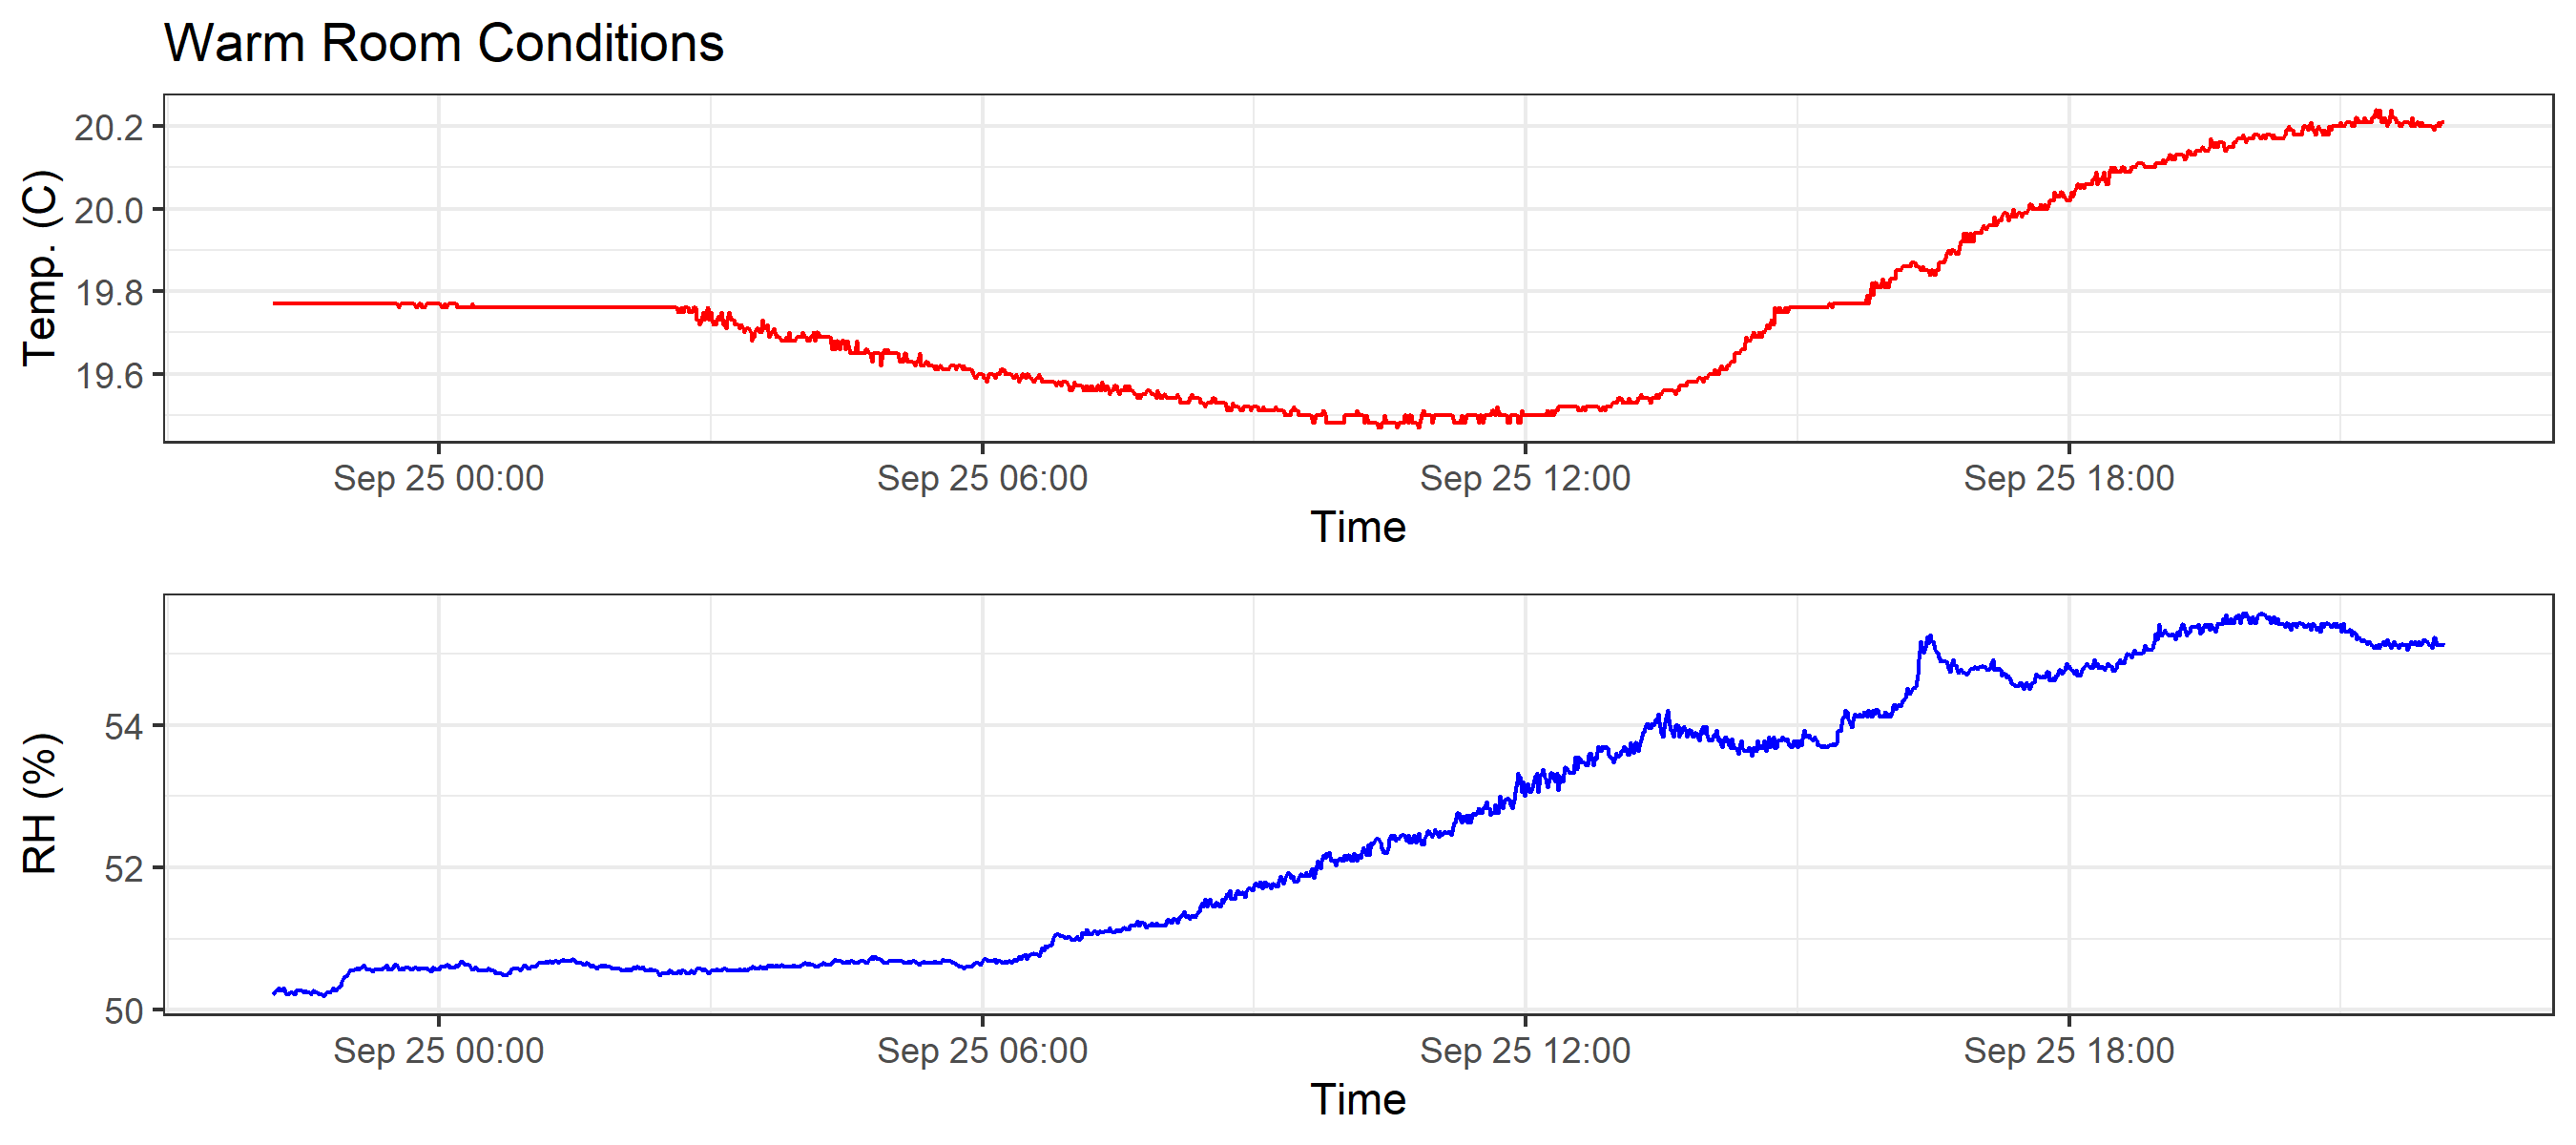 Warm Room Conditions
Temp. (C)
20.2
20.0
19.8
19.6
Sep 25 00:00 Sep 25 06:00 Sep 25 12:00 Sep 25 18:00
Time
RH (%)
54
52
50
Sep 25 00:00 Sep 25 06:00 Sep 25 12:00 Sep 25 18:00
Time